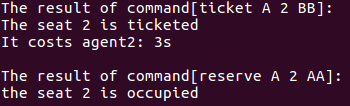 The result of command[ticket A 2 BB]:
The seat 2 is ticketed
It costs agent2: 3s
The result of command[reserve A 2 AA]:
the seat 2 is occupied